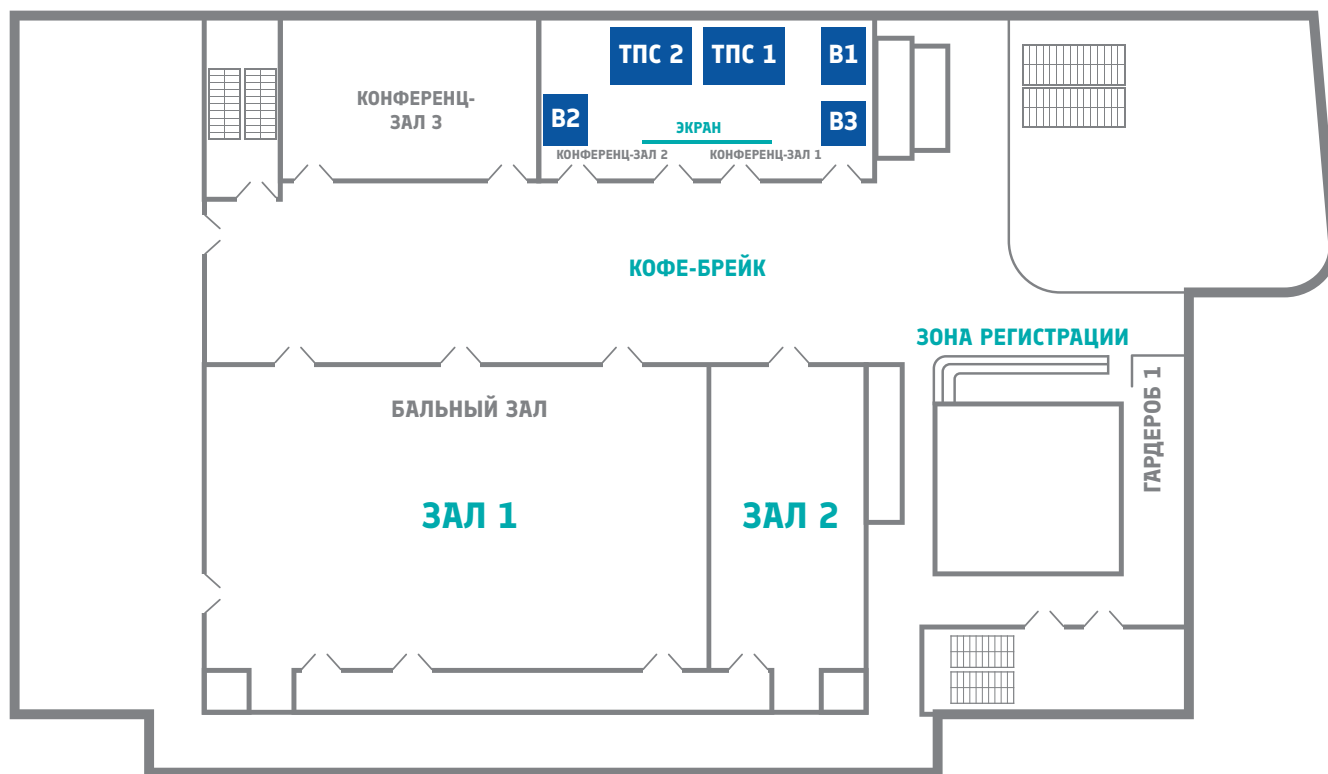 ТПС 2
ТПС 1
В1
КОНФЕРЕНЦ-
ЗАЛ 3
В2
В3
ЭКРАН
КОНФЕРЕНЦ-ЗАЛ 2
КОНФЕРЕНЦ-ЗАЛ 1
КОФЕ-БРЕЙК
ЗОНА РЕГИСТРАЦИИ
БАЛЬНЫЙ ЗАЛ
ГАРДЕРОБ 1
ЗАЛ 1
ЗАЛ 2